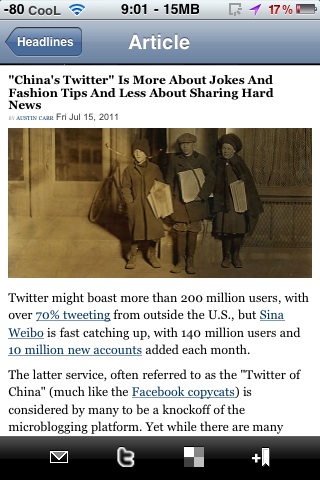 -80 CooL 9:01 - 15MB 17%
Headlines
Article
"China's Twitter" Is More About Jokes And
Fashion Tips And Less About Sharing Hard
News
BY AUSTIN CARR Fri Jul 15, 2011
Twitter might boast more than 200 million users, with
over 70% tweeting from outside the U.S., but Sina
Weibo is fast catching up, with 140 million users and
10 million new accounts added each month.
The latter service, often referred to as the "Twitter of
China" (much like the Facebook copycats) is
considered by many to be a knockoff of the
microblogging platform. Yet while there are many